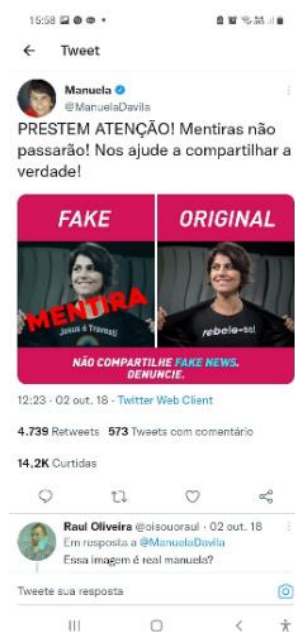 15:58
Tweet
Manuela
@ManuelaDavila
PRESTEM ATENÇÃO! Mentiras não
passarão! Nos ajude a compartilhar a
verdade!
FAKE
ORIGINAL
MENTIRA
Jesus é Travesti
rebele-se!
NÃO COMPARTILHE FAKE NEWS.
DENUNCIE.
12:23 · 02 out. 18 · Twitter Web Client
4.739 Retweets 573 Tweets com comentário
14,2K Curtidas
Raul Oliveira @oisouoraul · 02 out. 18
Em resposta a @ManuelaDavila
Essa imagem é real manuela?
Tweete sua resposta